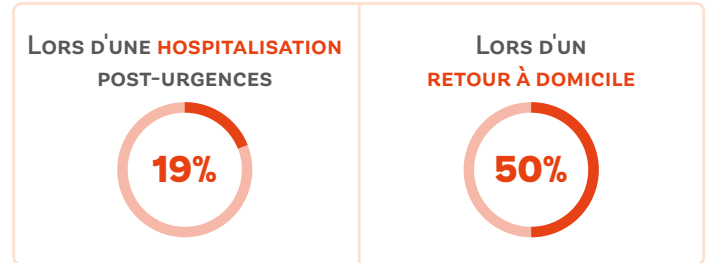 Lors d'une hospitalisation
post-urgences
19%
Lors d'un
retour à domicile
50%